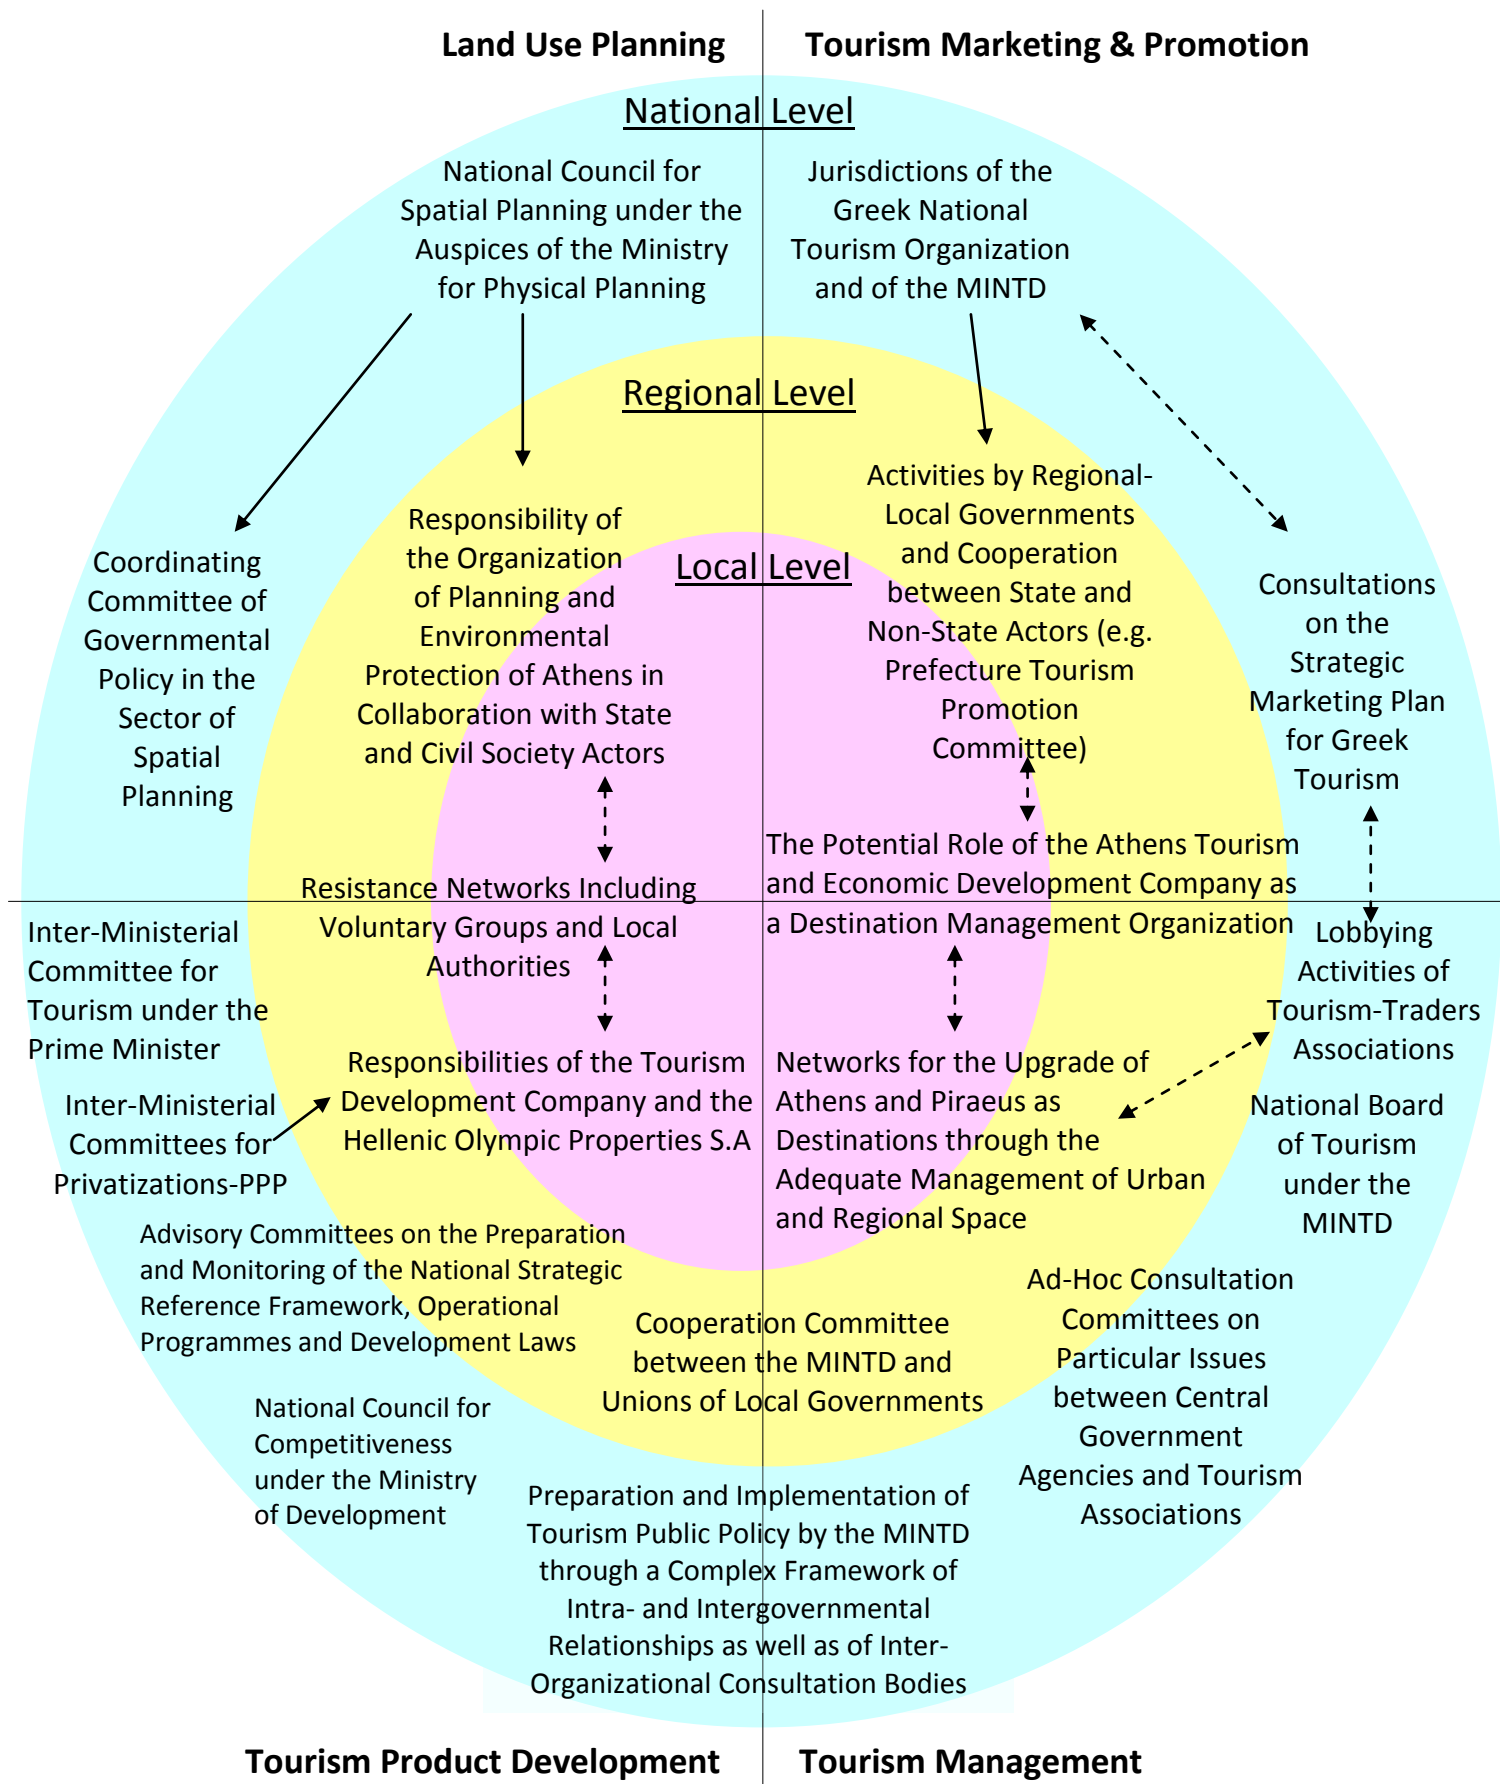 Land Use Planning
Tourism Marketing & Promotion
National Level
National Council for
Spatial Planning under the
Auspices of the Ministry
for Physical Planning
Jurisdictions of the
Greek National
Tourism Organization
and of the MINTD
Regional Level
Coordinating
Committee of
Governmental
Policy in the
Sector of
Spatial
Planning
Responsibility of
the Organization
of Planning and
Environmental
Protection of Athens in
Collaboration with State
and Civil Society Actors
Local Level
Activities by Regional-
Local Governments
and Cooperation
between State and
Non-State Actors (e.g.
Prefecture Tourism
Promotion
Committee)
Consultations
on the
Strategic
Marketing Plan
for Greek
Tourism
Resistance Networks Including
Voluntary Groups and Local
Authorities
The Potential Role of the Athens Tourism
and Economic Development Company as
a Destination Management Organization
Inter-Ministerial
Committee for
Tourism under the
Prime Minister
Lobbying
Activities of
Tourism-Traders
Associations
Inter-Ministerial
Committees for
Privatizations-PPP
Responsibilities of the Tourism
Development Company and the
Hellenic Olympic Properties S.A
Networks for the Upgrade of
Athens and Piraeus as
Destinations through the
Adequate Management of Urban
and Regional Space
National Board
of Tourism
under the
MINTD
Advisory Committees on the Preparation
and Monitoring of the National Strategic
Reference Framework, Operational
Programmes and Development Laws
Cooperation Committee
between the MINTD and
Unions of Local Governments
Ad-Hoc Consultation
Committees on
Particular Issues
between Central
Government
Agencies and Tourism
Associations
National Council for
Competitiveness
under the Ministry
of Development
Preparation and Implementation of
Tourism Public Policy by the MINTD
through a Complex Framework of
Intra- and Intergovernmental
Relationships as well as of Inter-
Organizational Consultation Bodies
Tourism Product Development
Tourism Management